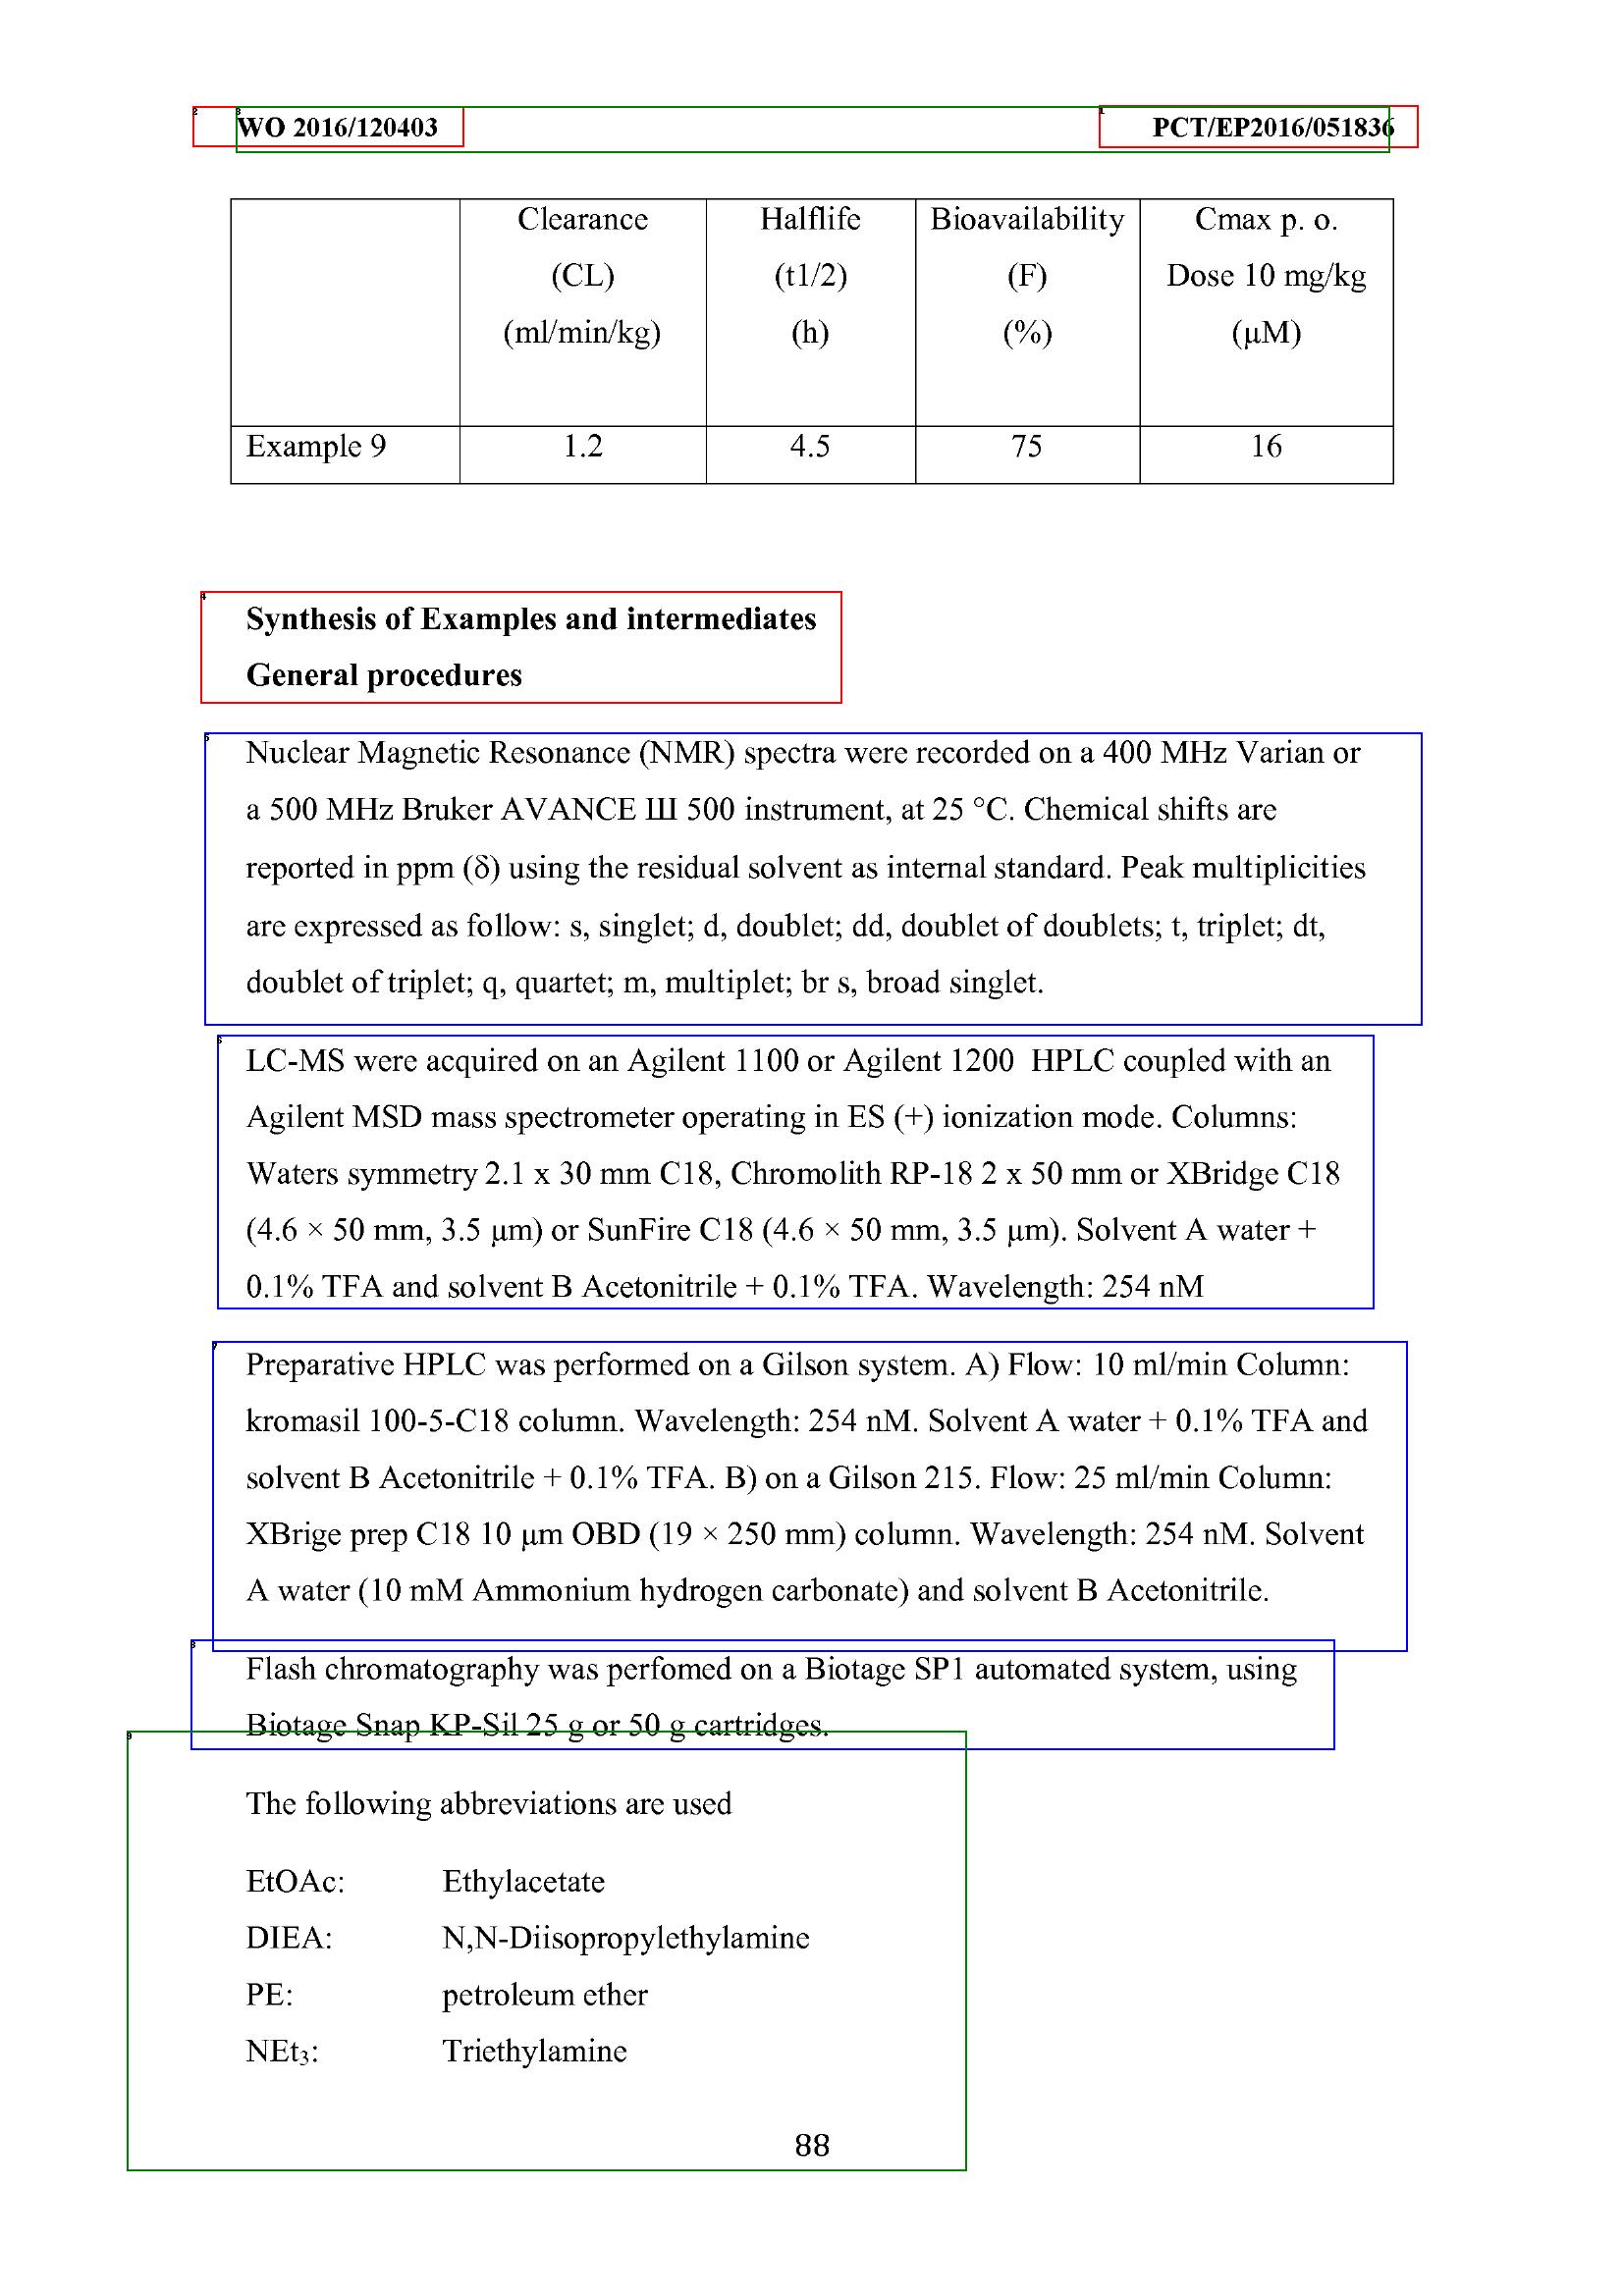 WO 2016/120403 PCT/EP2016/051836
Clearance Halflife Bioavailability Cmax p. o.
(CL) (t1/2) (F) Dose 10 mg/kg
(ml/min/kg) (h) (%) (µM)
Example 9 1.2 4.5 75 16
Synthesis of Examples and intermediates
General procedures
Nuclear Magnetic Resonance (NMR) spectra were recorded on a 400 MHz Varian or
a 500 MHz Bruker AVANCE III 500 instrument, at 25 °C. Chemical shifts are
reported in ppm (δ) using the residual solvent as internal standard. Peak multiplicities
are expressed as follow: s, singlet; d, doublet; dd, doublet of doublets; t, triplet; dt,
doublet of triplet; q, quartet; m, multiplet; br s, broad singlet.
LC-MS were acquired on an Agilent 1100 or Agilent 1200 HPLC coupled with an
Agilent MSD mass spectrometer operating in ES (+) ionization mode. Columns:
Waters symmetry 2.1 x 30 mm C18, Chromolith RP-18 2 x 50 mm or XBridge C18
(4.6 × 50 mm, 3.5 µm) or SunFire C18 (4.6 × 50 mm, 3.5 µm). Solvent A water +
0.1% TFA and solvent B Acetonitrile + 0.1% TFA. Wavelength: 254 nM
Preparative HPLC was performed on a Gilson system. A) Flow: 10 ml/min Column:
kromasil 100-5-C18 column. Wavelength: 254 nM. Solvent A water + 0.1% TFA and
solvent B Acetonitrile + 0.1% TFA. B) on a Gilson 215. Flow: 25 ml/min Column:
XBrige prep C18 10 µm OBD (19 × 250 mm) column. Wavelength: 254 nM. Solvent
A water (10 mM Ammonium hydrogen carbonate) and solvent B Acetonitrile.
Flash chromatography was perfomed on a Biotage SP1 automated system, using
Biotage Snap KP-Sil 25 g or 50 g cartridges.
The following abbreviations are used
EtOAc: Ethylacetate
DIEA: N,N-Diisopropylethylamine
PE: petroleum ether
NEt₃: Triethylamine
88